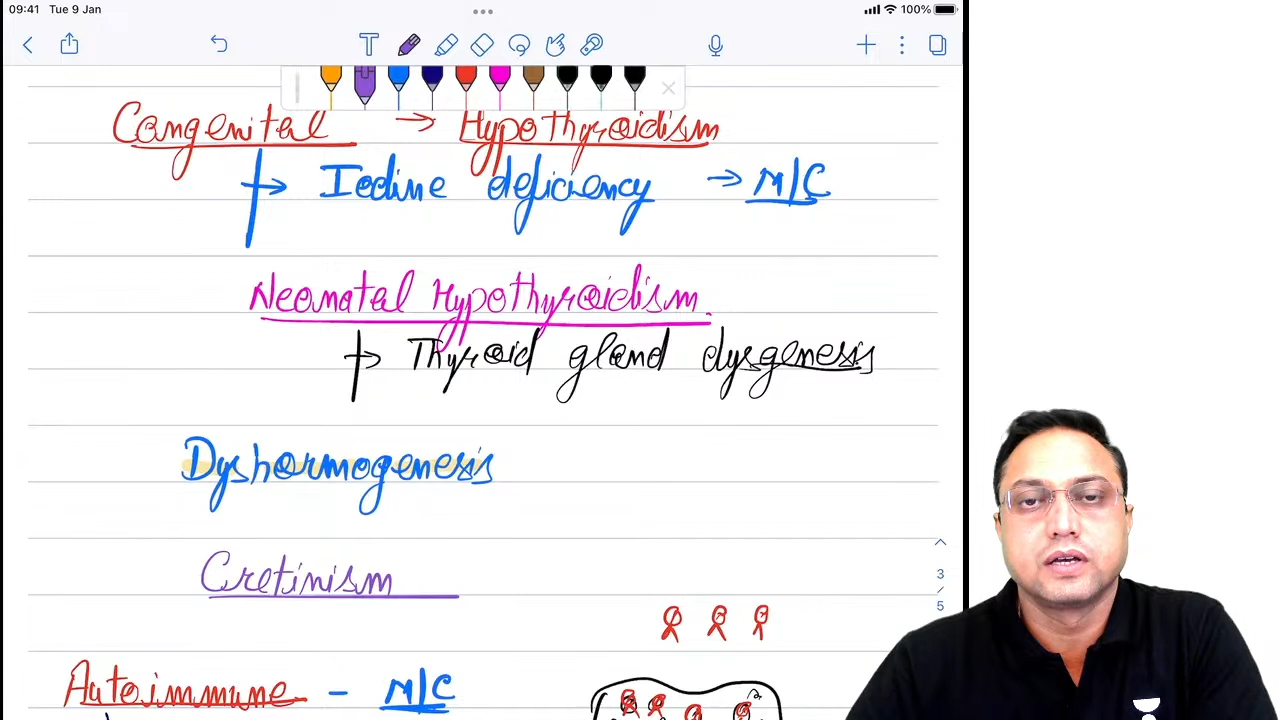 09:41 Tue 9 Jan 100%
T
Congenital → Hypothyroidism
→ Iodine deficiency → M/C
Neonatal Hypothyroidism.
→ Thyroid gland dysgenesis
Dyshormogenesis
Cretinism
3
/
5
Autoimmune - M/C